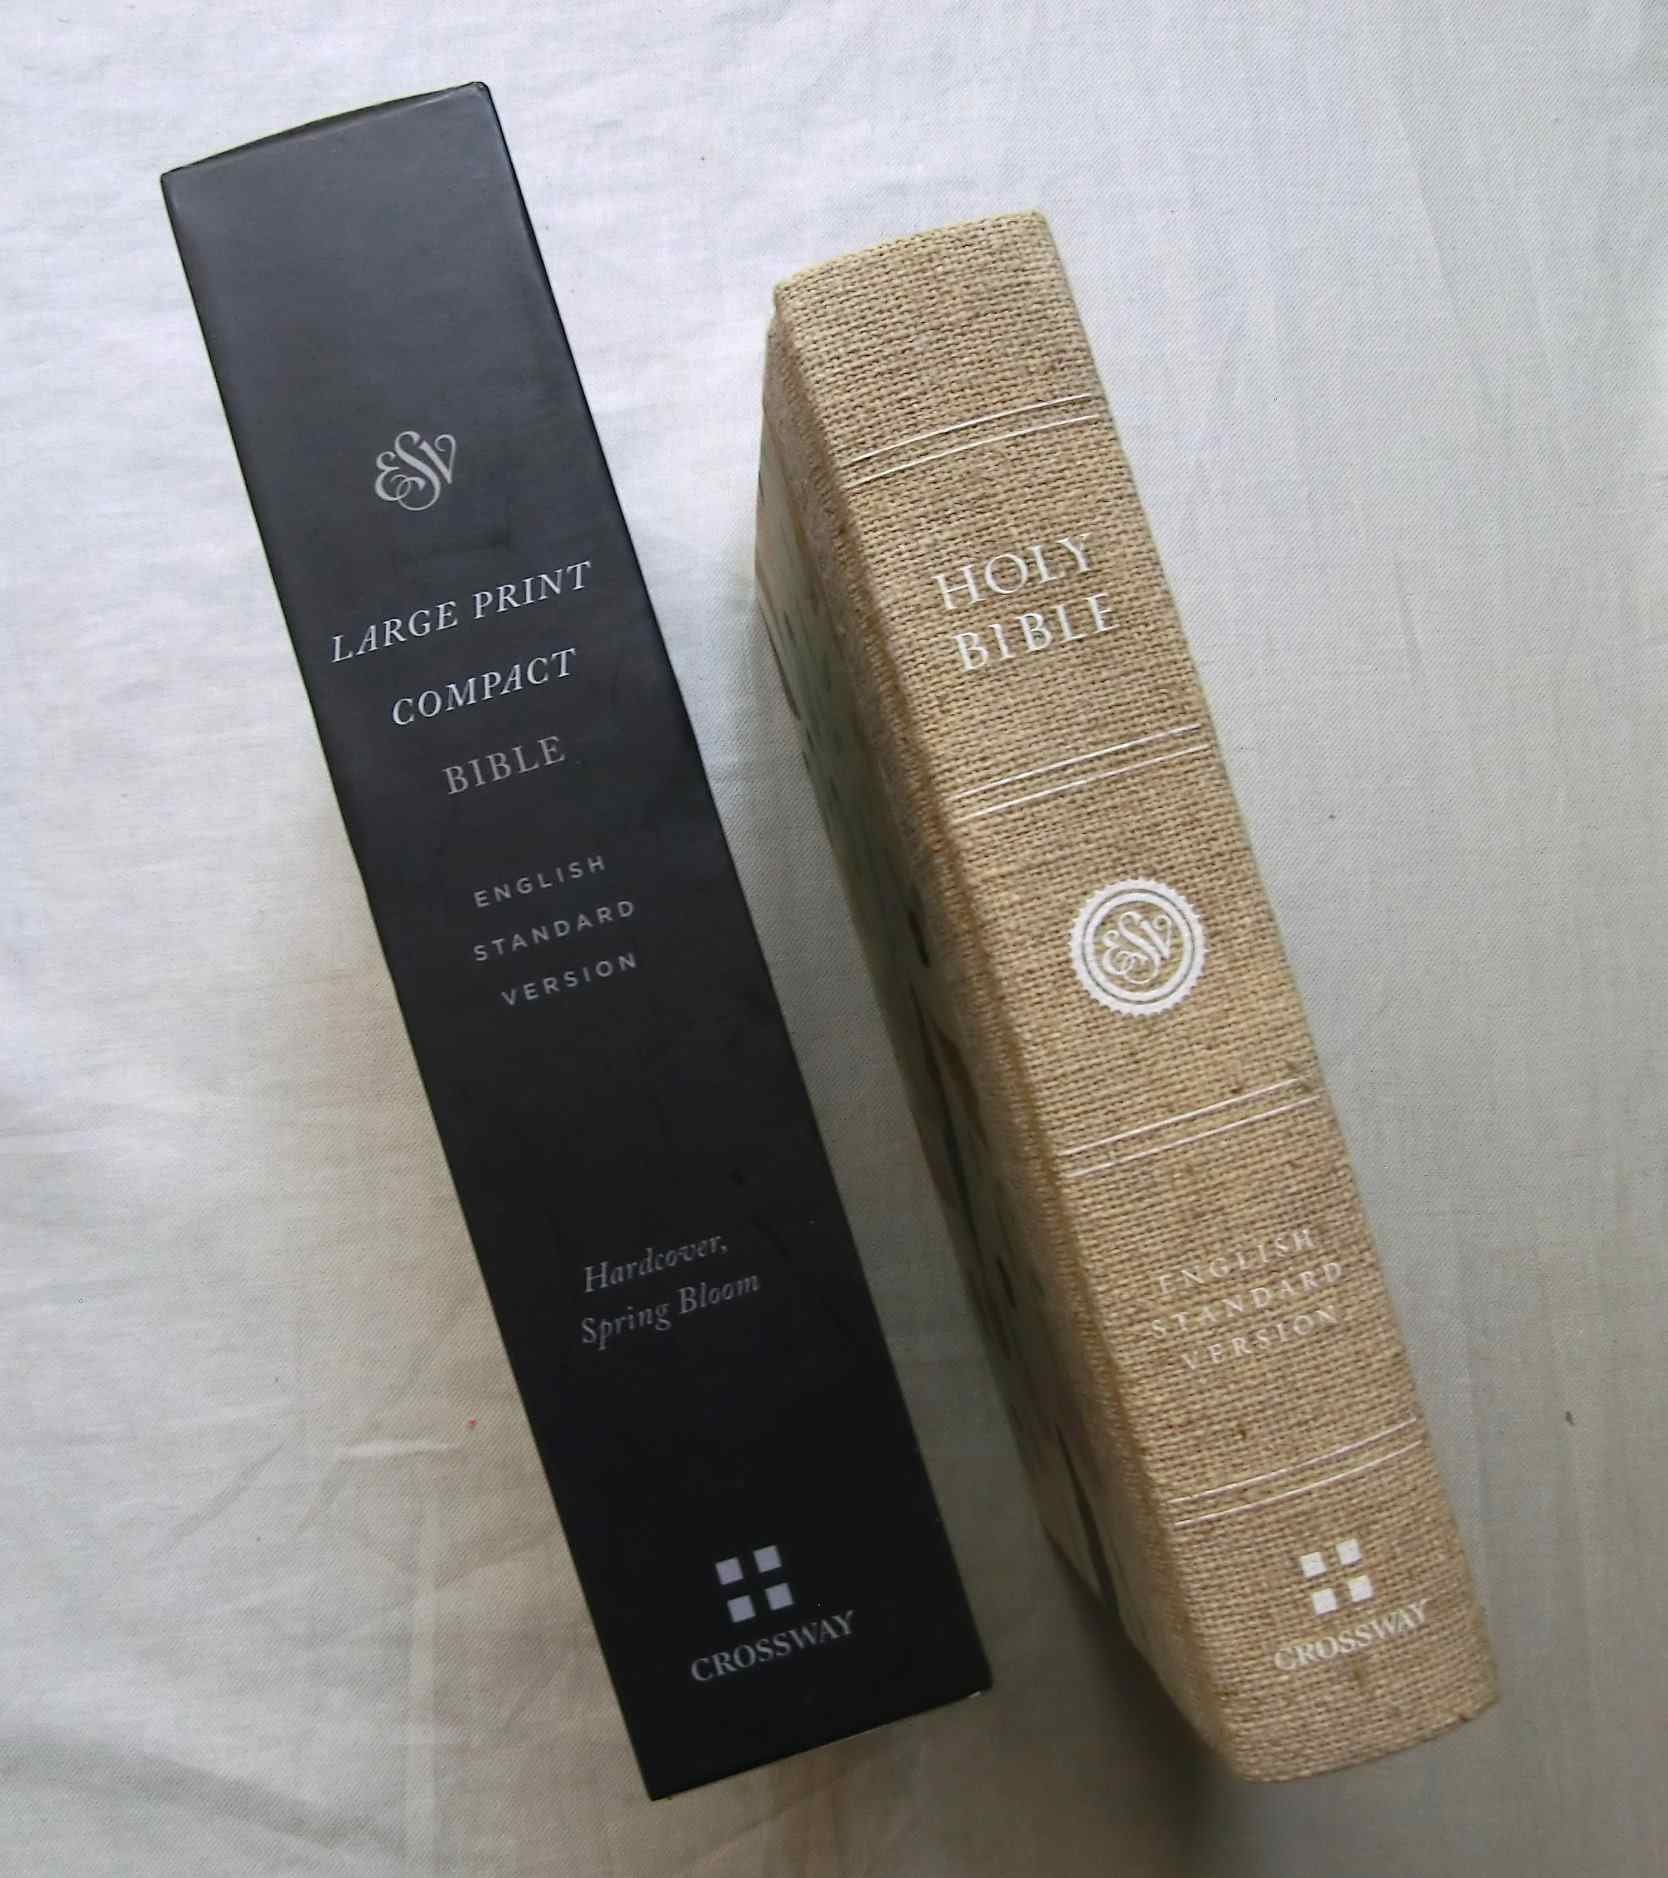 ESV
LARGE PRINT
COMPACT
BIBLE
ENGLISH
STANDARD
VERSION
Hardcover,
Spring Bloom
CROSSWAY
HOLY
BIBLE
ESV
ENGLISH
STANDARD
VERSION
CROSSWAY